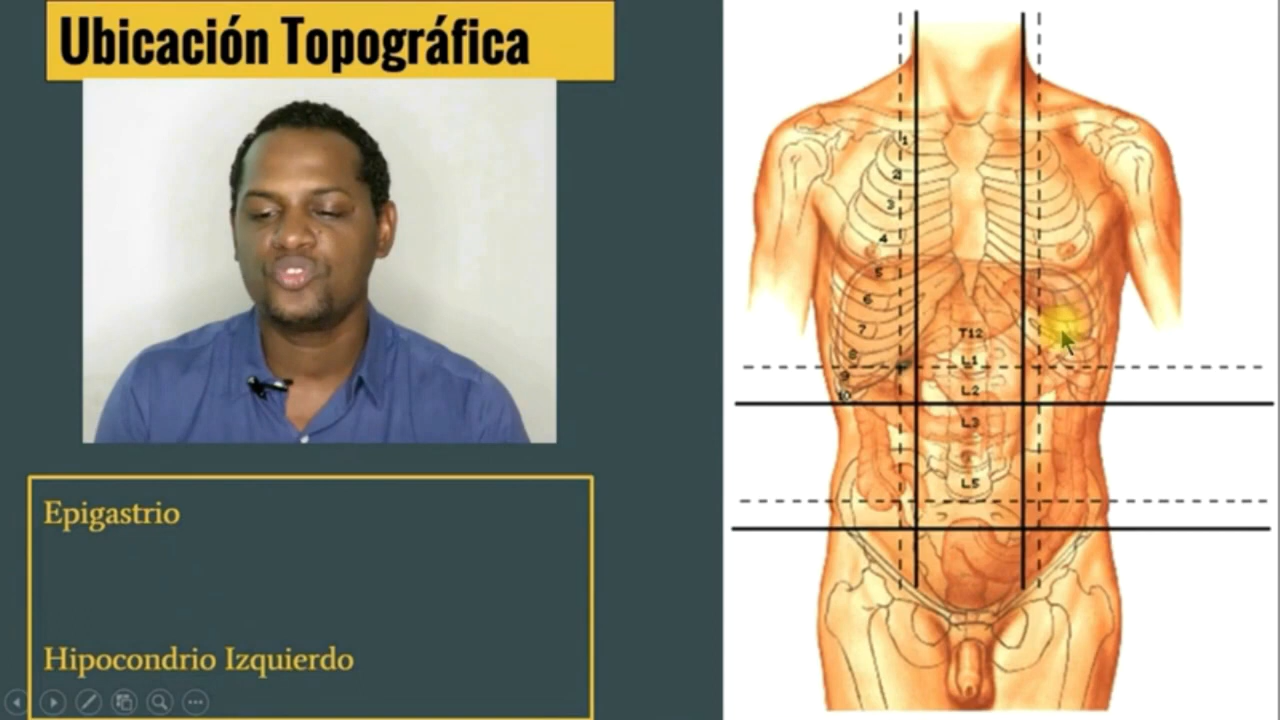 Ubicación Topográfica
Epigastrio
Hipocondrio Izquierdo
1
2
3
4
5
6
7
8
9
10
T12
L1
L2
L3
L5